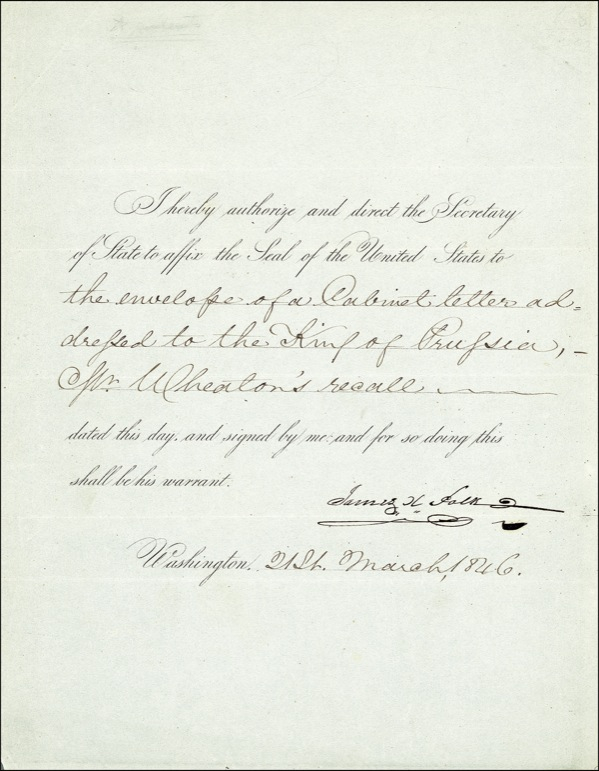 I hereby authorize and direct the Secretary
of State to affix the Seal of the United States to
the envelope of a Cabinet letter ad=
dressed to the King of Prussia, –
Mr. Wheaton's recall
dated this day, and signed by me: and for so doing this
shall be his warrant.
James K. Polk
Washington, 21st. March, 1846.